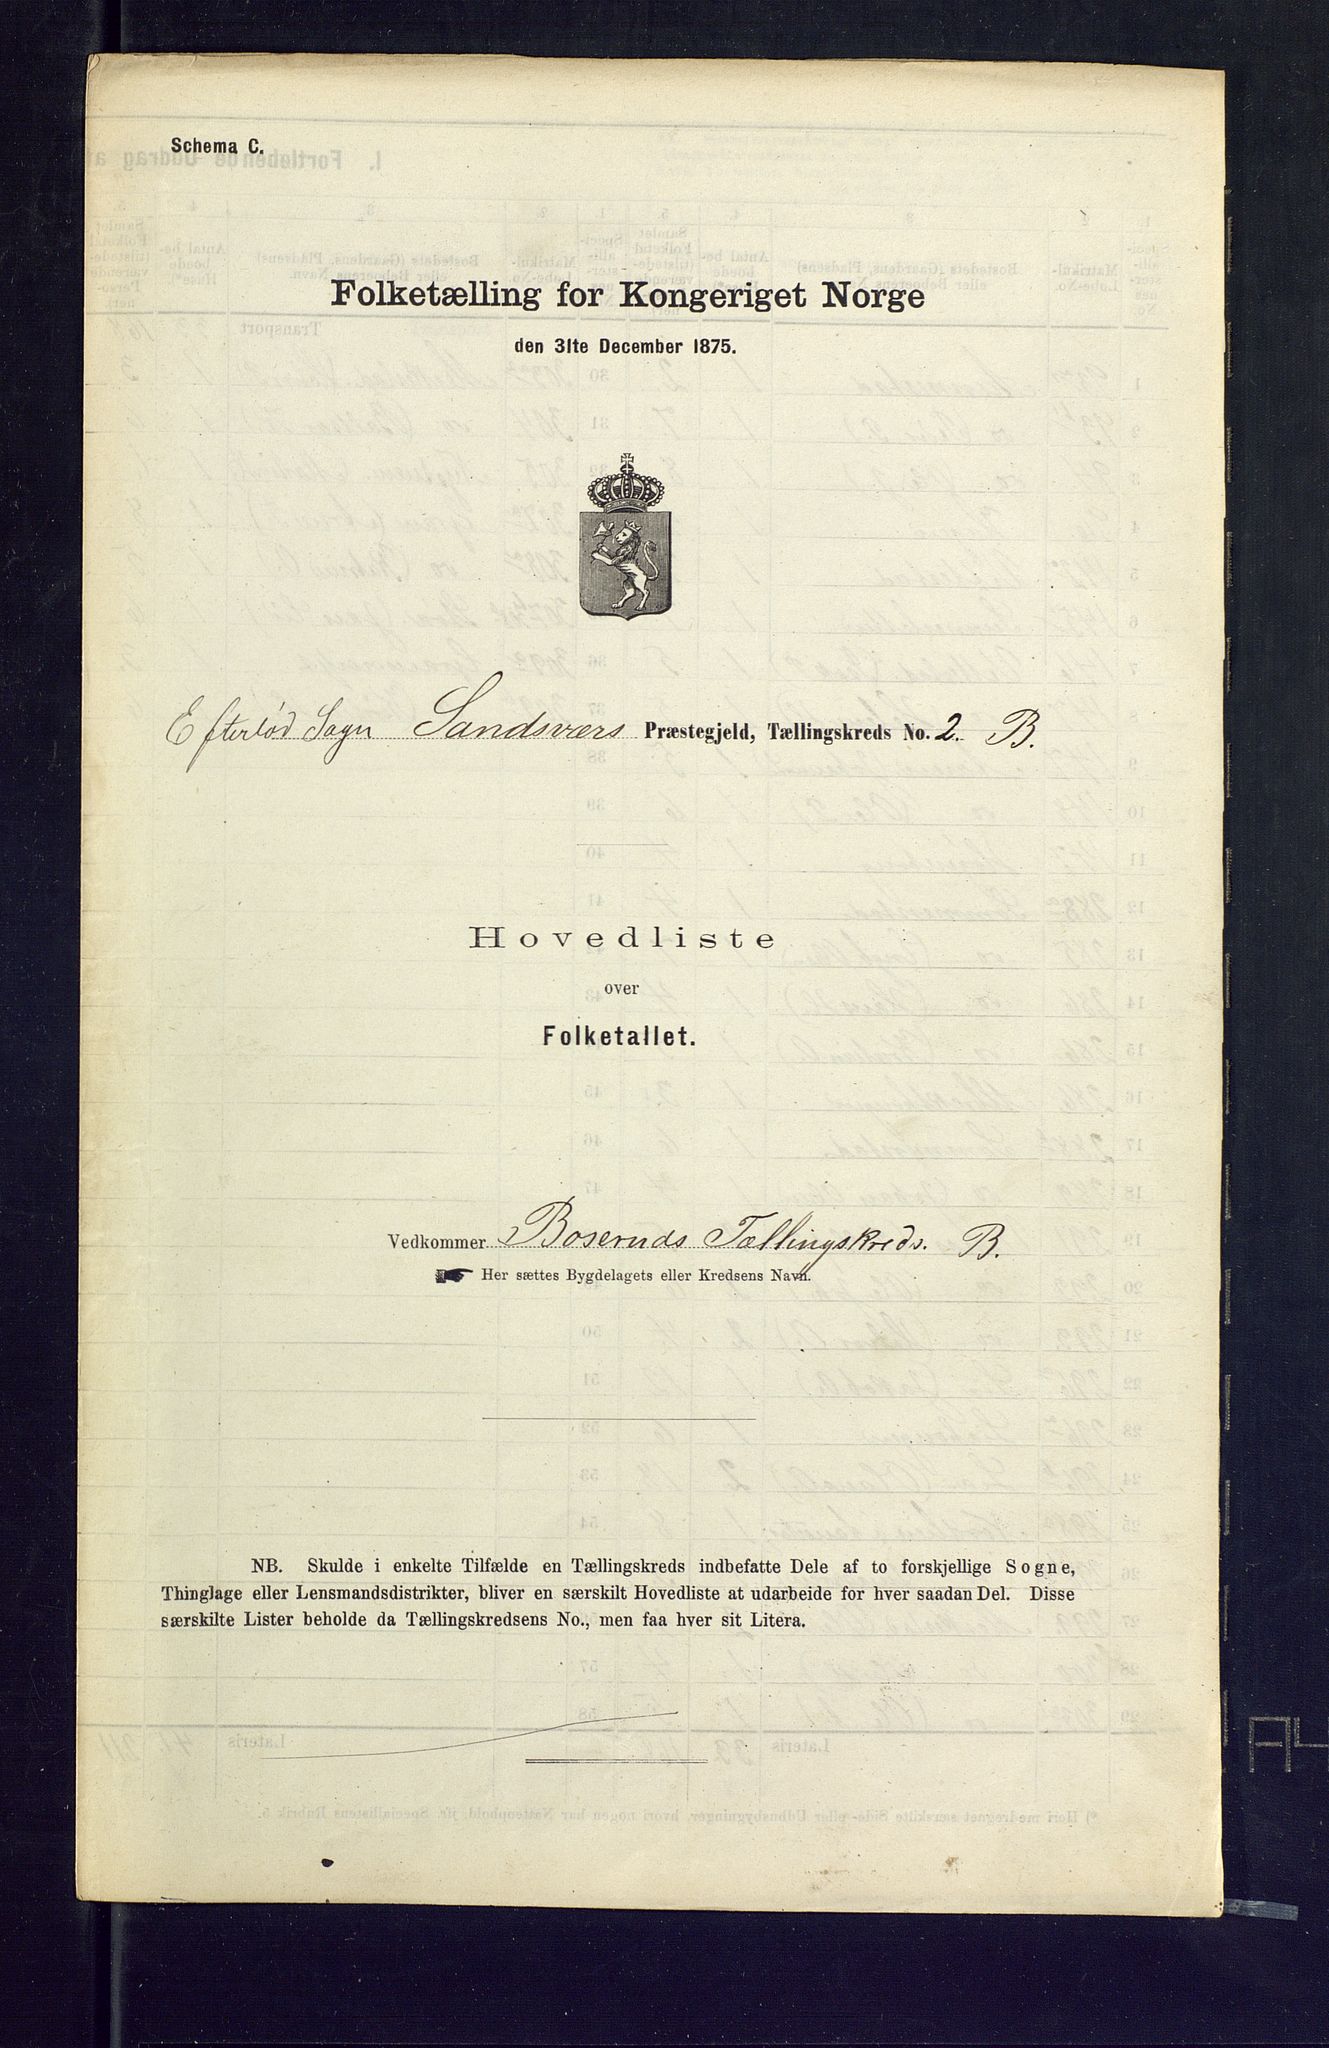 Schema C.
Folketælling for Kongeriget Norge
den 31te December 1875.
Efterløb Sogn Sandsværs Præstegjeld, Tællingskreds No. 2. B.
Hovedliste
over
Folketallet.
Vedkommer Boseruds Tællingskreds. B.
Her sættes Bygdelagets eller Kredsens Navn.
NB. Skulde i enkelte Tilfælde en Tællingskreds indbefatte Dele af to forskjellige Sogne,
Thinglage eller Lensmandsdistrikter, bliver en særskilt Hovedliste at udarbeide for hver saadan Del. Disse
særskilte Lister beholde da Tællingskredsens No., men faa hver sit Litera.